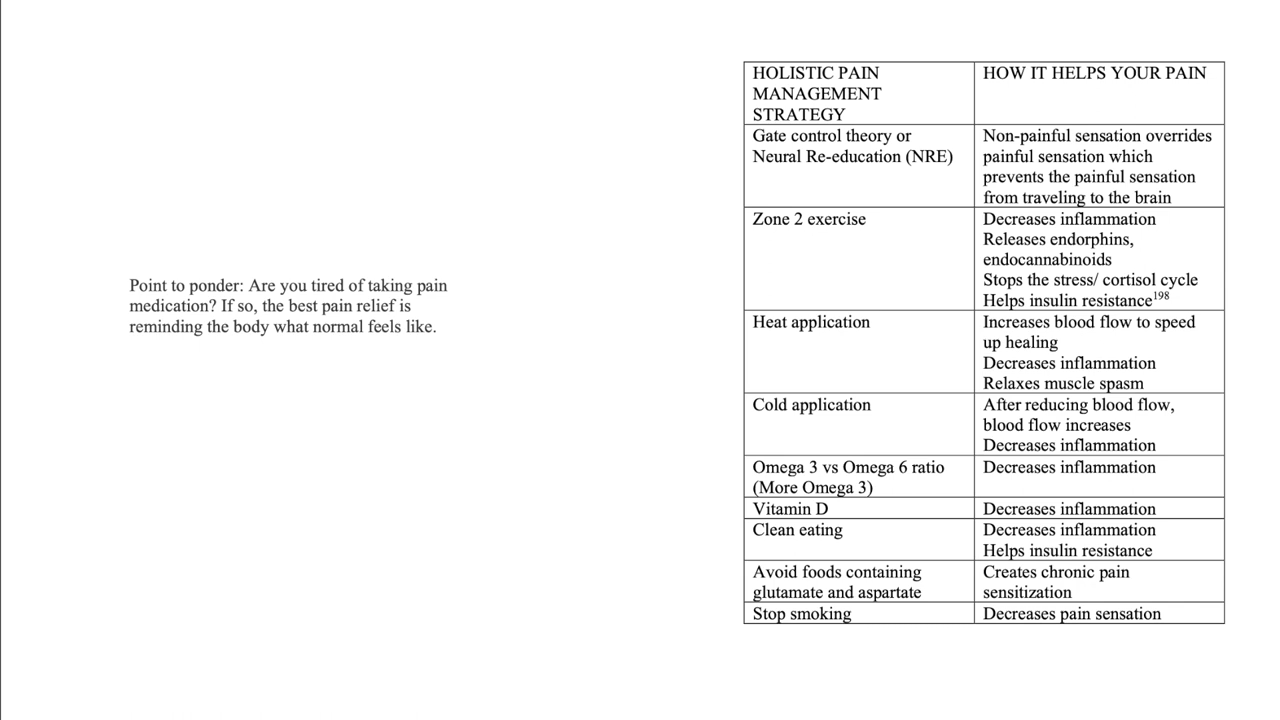 Point to ponder: Are you tired of taking pain
medication? If so, the best pain relief is
reminding the body what normal feels like.
HOLISTIC PAIN
MANAGEMENT
STRATEGY
HOW IT HELPS YOUR PAIN
Gate control theory or
Neural Re-education (NRE)
Non-painful sensation overrides
painful sensation which
prevents the painful sensation
from traveling to the brain
Zone 2 exercise
Decreases inflammation
Releases endorphins,
endocannabinoids
Stops the stress/ cortisol cycle
Helps insulin resistance198
Heat application
Increases blood flow to speed
up healing
Decreases inflammation
Relaxes muscle spasm
Cold application
After reducing blood flow,
blood flow increases
Decreases inflammation
Omega 3 vs Omega 6 ratio
(More Omega 3)
Decreases inflammation
Vitamin D
Decreases inflammation
Clean eating
Decreases inflammation
Helps insulin resistance
Avoid foods containing
glutamate and aspartate
Creates chronic pain
sensitization
Stop smoking
Decreases pain sensation